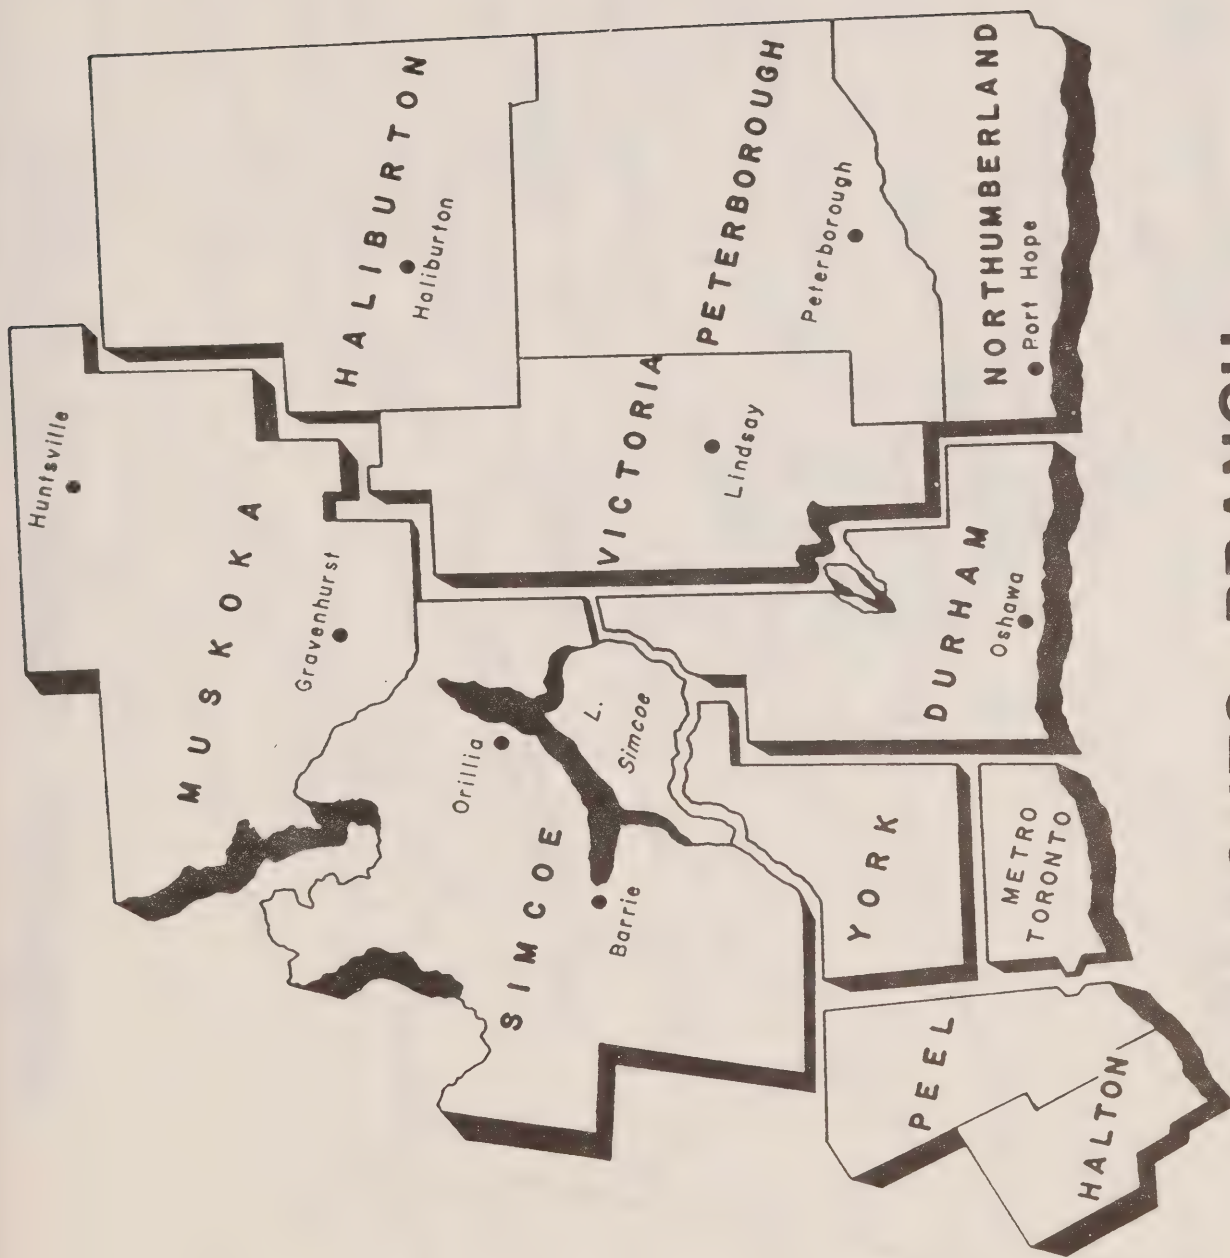 Huntsville
MUSKOKA
Gravenhurst
HALIBURTON
Haliburton
VICTORIA
Lindsay
PETERBOROUGH
Peterborough
NORTHUMBERLAND
Port Hope
DURHAM
Oshawa
Orillia
L.
Simcoe
SIMCOE
Barrie
YORK
METRO
TORONTO
PEEL
HALTON